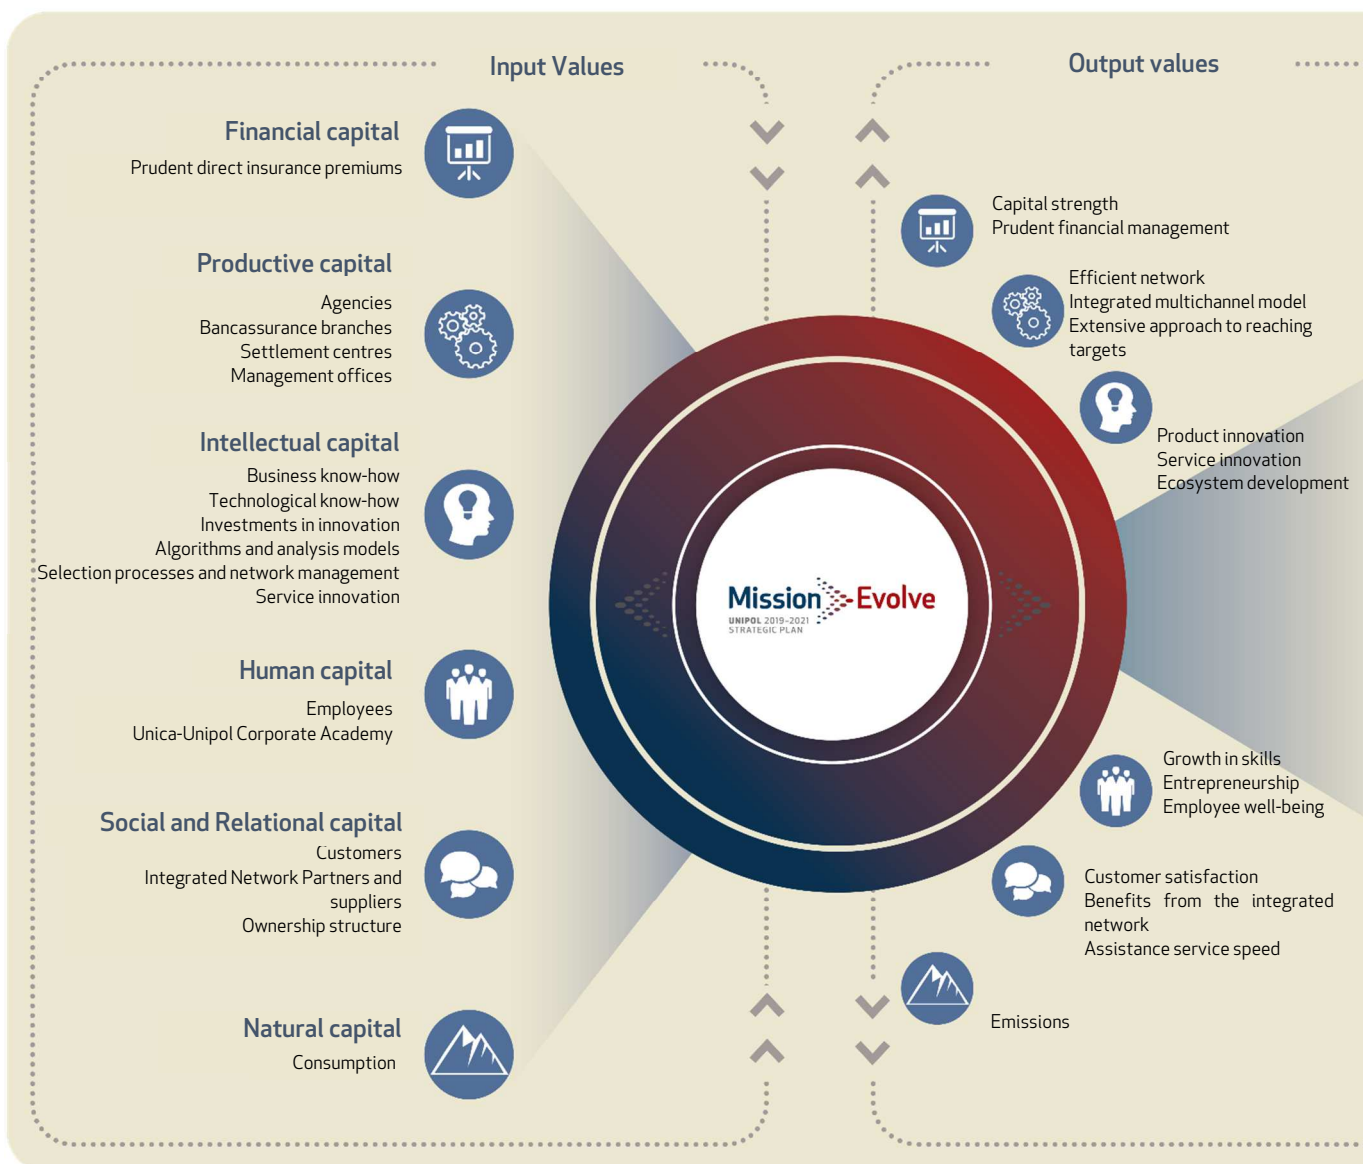 Input Values
Financial capital
Prudent direct insurance premiums
Productive capital
Agencies
Bancassurance branches
Settlement centres
Management offices
Intellectual capital
Business know-how
Technological know-how
Investments in innovation
Algorithms and analysis models
Selection processes and network management
Service innovation
Human capital
Employees
Unica-Unipol Corporate Academy
Social and Relational capital
Customers
Integrated Network Partners and
suppliers
Ownership structure
Natural capital
Consumption
Mission Evolve
UNIPOL 2019-2021
STRATEGIC PLAN
Output values
Capital strength
Prudent financial management
Efficient network
Integrated multichannel model
Extensive approach to reaching
targets
Product innovation
Service innovation
Ecosystem development
Growth in skills
Entrepreneurship
Employee well-being
Customer satisfaction
Benefits from the integrated
network
Assistance service speed
Emissions